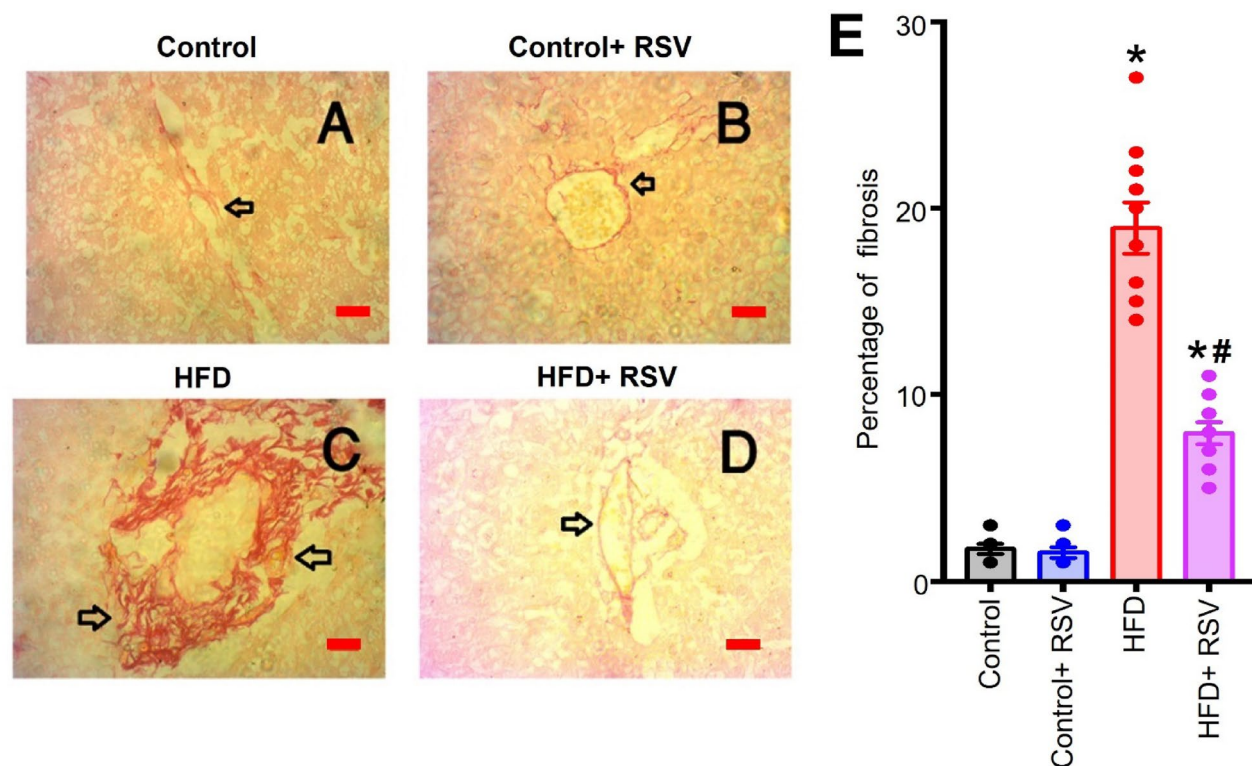 Control
A
Control+ RSV
B
HFD
C
HFD+ RSV
D
E
Percentage of fibrosis
30
20
10
0
*
*#
Control
Control+ RSV
HFD
HFD+ RSV